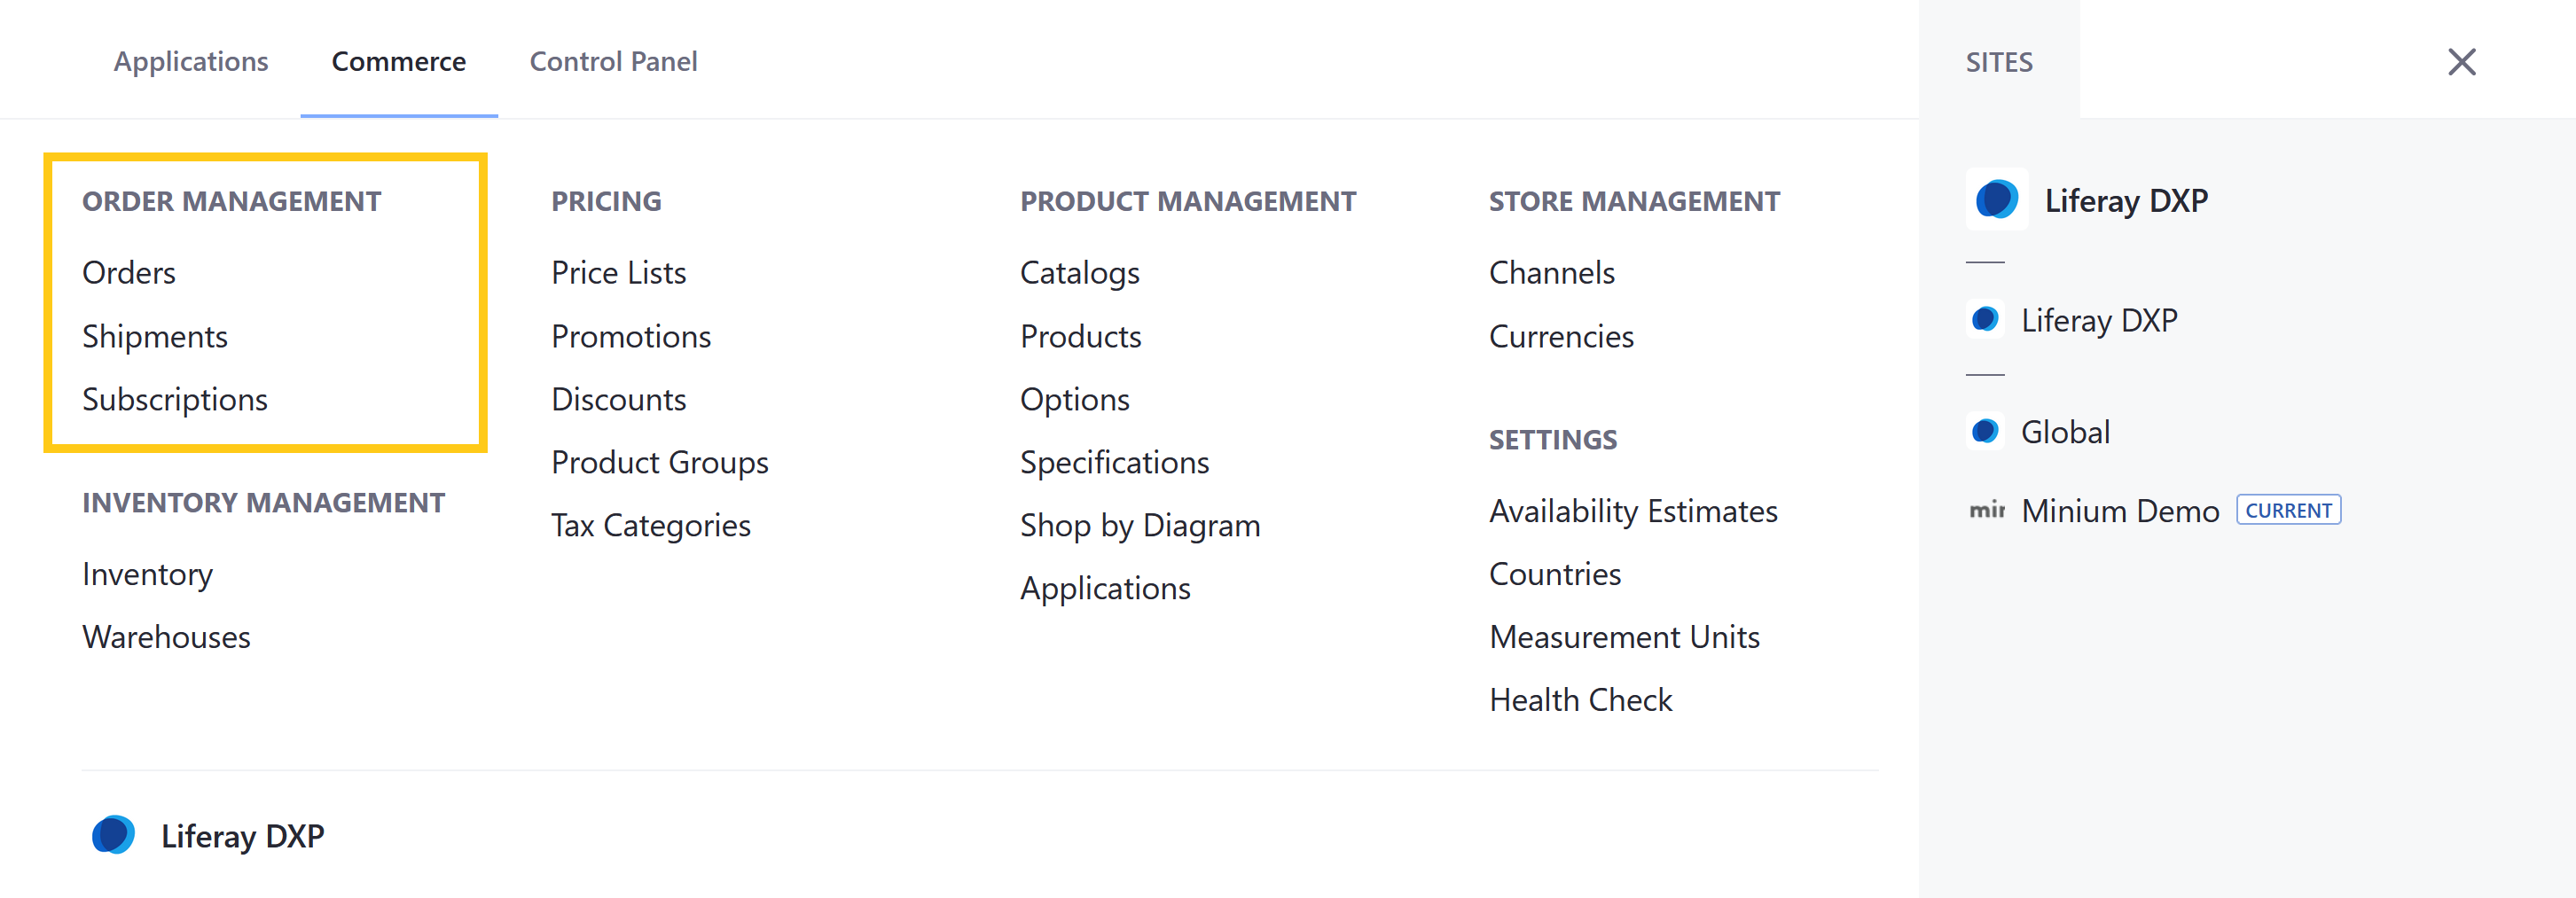 Applications Commerce Control Panel
SITES
ORDER MANAGEMENT
Orders
Shipments
Subscriptions
INVENTORY MANAGEMENT
Inventory
Warehouses
PRICING
Price Lists
Promotions
Discounts
Product Groups
Tax Categories
PRODUCT MANAGEMENT
Catalogs
Products
Options
Specifications
Shop by Diagram
Applications
STORE MANAGEMENT
Channels
Currencies
SETTINGS
Availability Estimates
Countries
Measurement Units
Health Check
Liferay DXP
Liferay DXP
Liferay DXP
Global
Minium Demo CURRENT